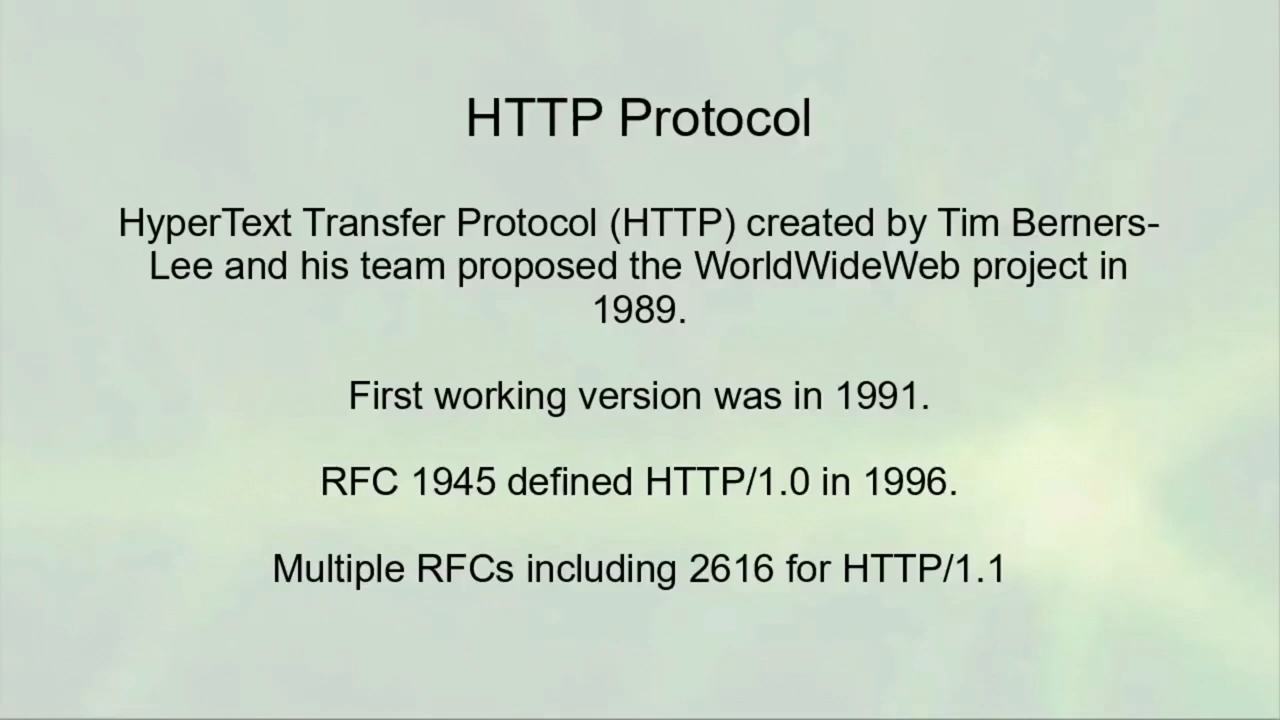 HTTP Protocol
HyperText Transfer Protocol (HTTP) created by Tim Berners-
Lee and his team proposed the WorldWideWeb project in
1989.
First working version was in 1991.
RFC 1945 defined HTTP/1.0 in 1996.
Multiple RFCs including 2616 for HTTP/1.1